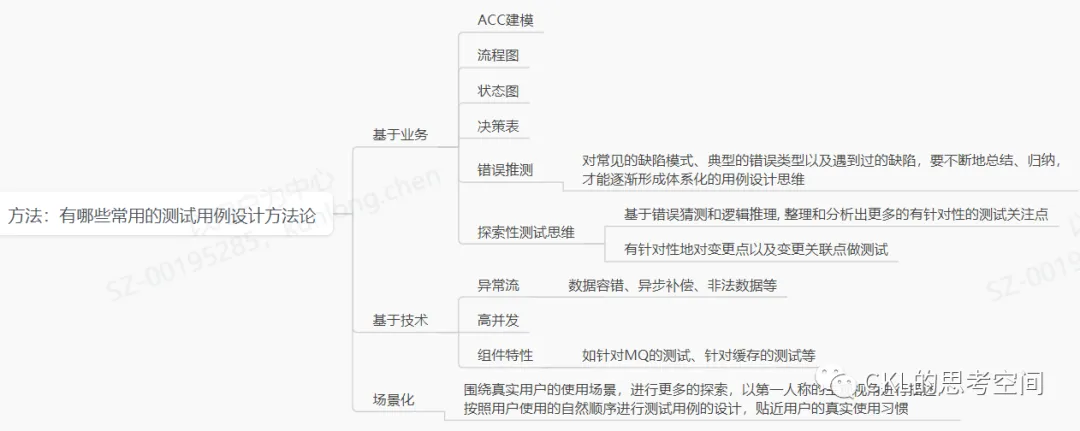 方法：有哪些常用的测试用例设计方法论
基于业务
ACC建模
流程图
状态图
决策表
错误推测
对常见的缺陷模式、典型的错误类型以及遇到过的缺陷，要不断地总结、归纳，
才能逐渐形成体系化的用例设计思维
探索性测试思维
基于错误猜测和逻辑推理, 整理和分析出更多的有针对性的测试关注点
有针对性地对变更点以及变更关联点做测试
基于技术
异常流
数据容错、异步补偿、非法数据等
高并发
组件特性
如针对MQ的测试、针对缓存的测试等
场景化
围绕真实用户的使用场景，进行更多的探索，以第一人称的
视角进行描述,
按照用户使用的自然顺序进行测试用例的设计，贴近用户的真实使用习惯
的思考空间
SZ-00195285，kunlong.chen
SZ-00195